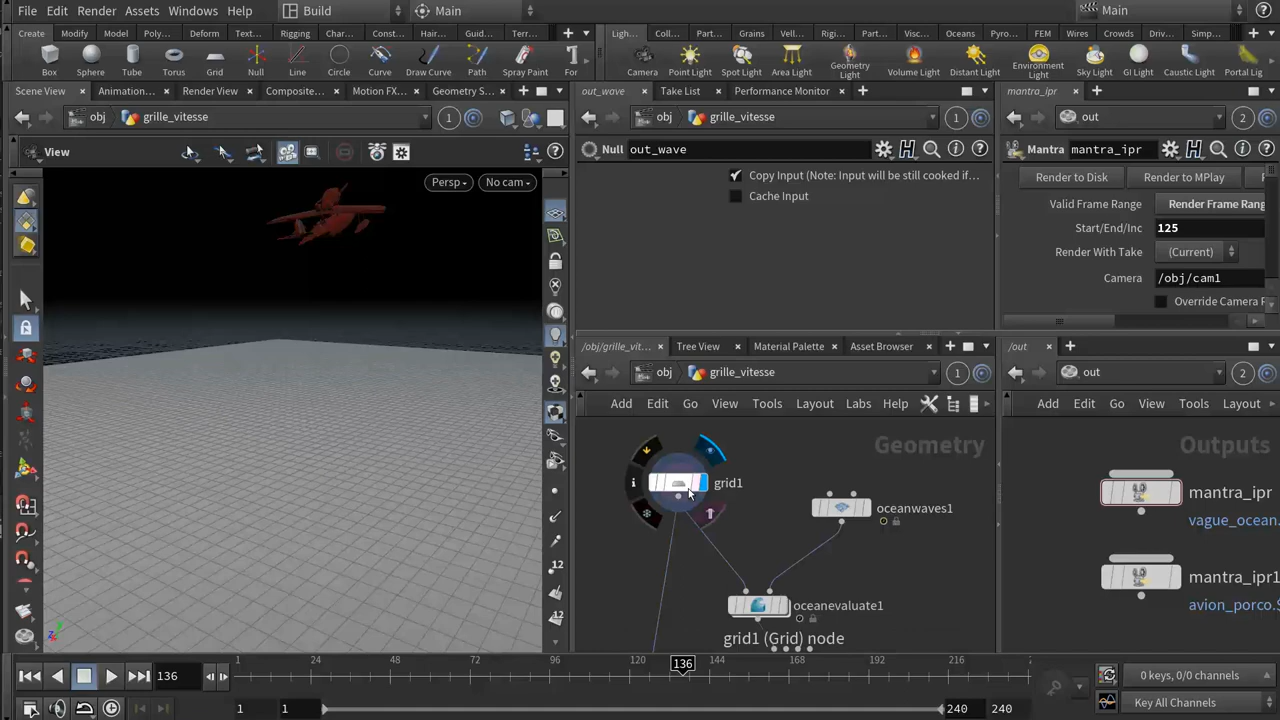 File Edit Render Assets Windows Help Build Main Main
Create Modify Model Poly... Deform Text... Rigging Char... Const... Hair... Guid... Terr... Ligh... Coll... Part... Grains Vell... Rigi... Part... Visc... Oceans Pyro... FEM Wires Crowds Driv... Simp...
Box Sphere Tube Torus Grid Null Line Circle Curve Draw Curve Path Spray Paint For Camera Point Light Spot Light Area Light Geometry Light Volume Light Distant Light Environment Light Sky Light GI Light Caustic Light Portal Lig
Scene View Animation... Render View Composite... Motion FX... Geometry S... out_wave Take List Performance Monitor mantra_ipr
obj grille_vitesse 1 obj grille_vitesse 1 out 2
View Null out_wave Mantra mantra_ipr
Persp No cam
Copy Input (Note: Input will be still cooked if...
Cache Input
Render to Disk Render to MPlay
Valid Frame Range Render Frame Rang
Start/End/Inc 125
Render With Take (Current)
Camera /obj/cam1
Override Camera R
/obj/grille_vit... Tree View Material Palette Asset Browser /out
obj grille_vitesse 1 out 2
Add Edit Go View Tools Layout Labs Help Add Edit Go View Tools Layout
Geometry
Outputs
grid1
oceanwaves1
mantra_ipr
vague_ocean.
oceanevaluate1
mantra_ipr1
avion_porco.$
grid1 (Grid) node
12
12
z y
136 1 24 48 72 96 120 136 144 168 192 216 0 keys, 0/0 channels
1 1 240 240 Key All Channels